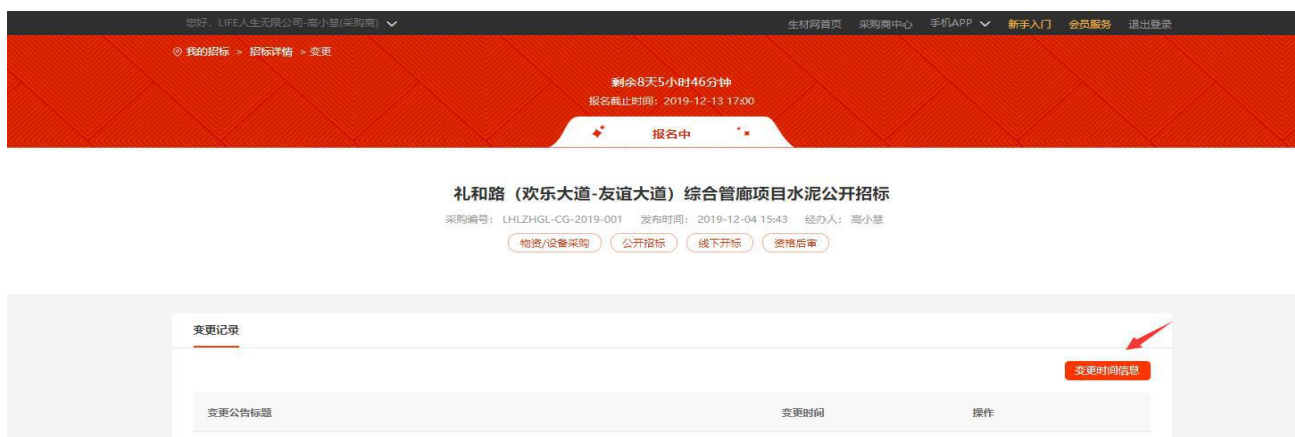 您好，LIFE人生无限公司-高小慧(采购商)
生材网首页 采购商中心 手机APP 新手入门 会员服务 退出登录
我的招标 > 招标详情 > 变更
剩余8天5小时46分钟
报名截止时间：2019-12-13 17:00
报名中
礼和路（欢乐大道-友谊大道）综合管廊项目水泥公开招标
采购编号：LHLZHGL-CG-2019-001 发布时间：2019-12-04 15:43 经办人：高小慧
物资/设备采购 公开招标 线下开标 资格后审
变更记录
变更时间信息
变更公告标题 变更时间 操作